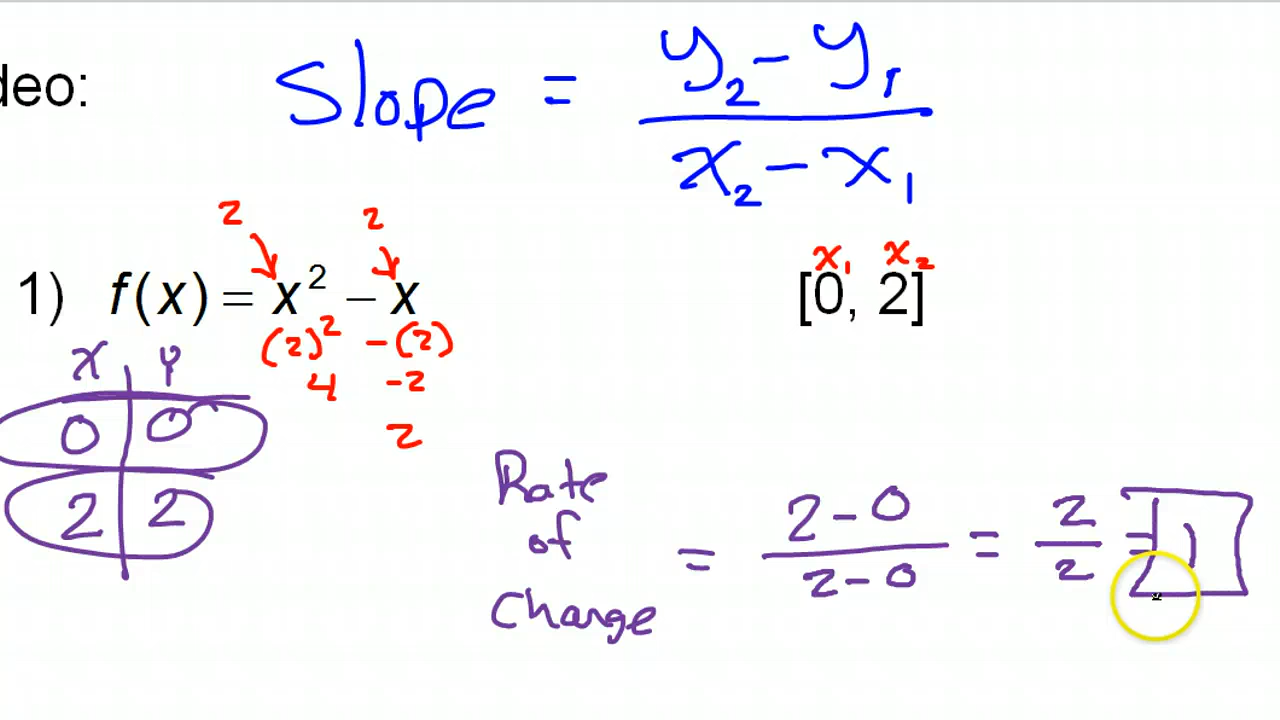 deo:
Slope = y₂ - y₁ / x₂ - x₁
2 2
x₁ x₂
1) f(x) = x² - x [0, 2]
(2)² -(2)
4 -2
2
x y
0 0
2 2
Rate
of
Change
= 2-0 / 2-0 = 2/2 = 1